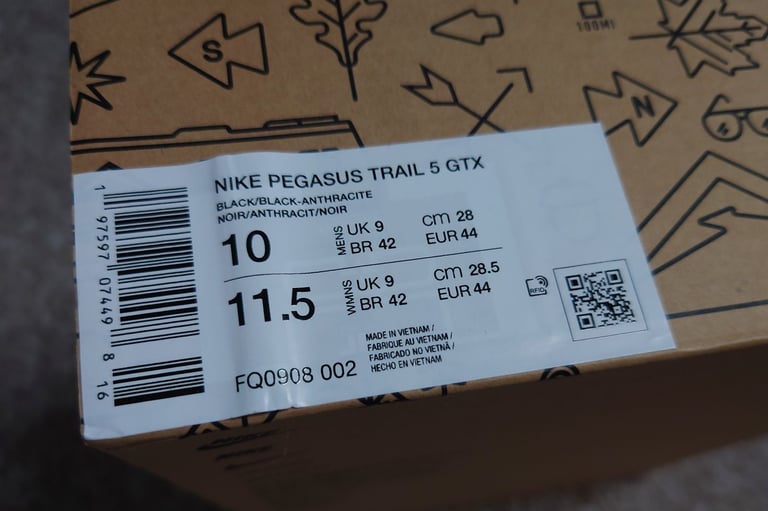 S
100MI
N
NIKE PEGASUS TRAIL 5 GTX
BLACK/BLACK-ANTHRACITE
NOIR/ANTHRACIT/NOIR
10 MENS UK 9 CM 28
BR 42 EUR 44
11.5 WMNS UK 9 CM 28.5
BR 42 EUR 44
RFID
MADE IN VIETNAM /
FABRIQUE AU VIETNAM /
FABRICADO NO VIETNÃ /
HECHO EN VIETNAM
FQ0908 002
1 97597 07449 8 16
NIKE